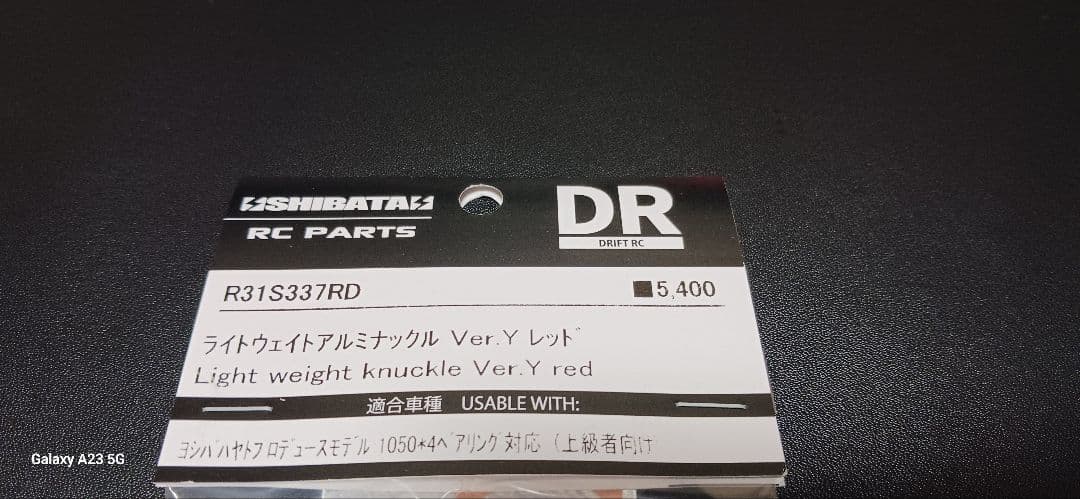 SHIBATA
RC PARTS
DR
DRIFT RC
R31S337RD
■5,400
ライトウェイトアルミナックル Ver.Y レッド
Light weight knuckle Ver.Y red
適合車種 USABLE WITH:
ヨシバハヤトプロデュースモデル 1050*4ベアリング対応 (上級者向け)
Galaxy A23 5G